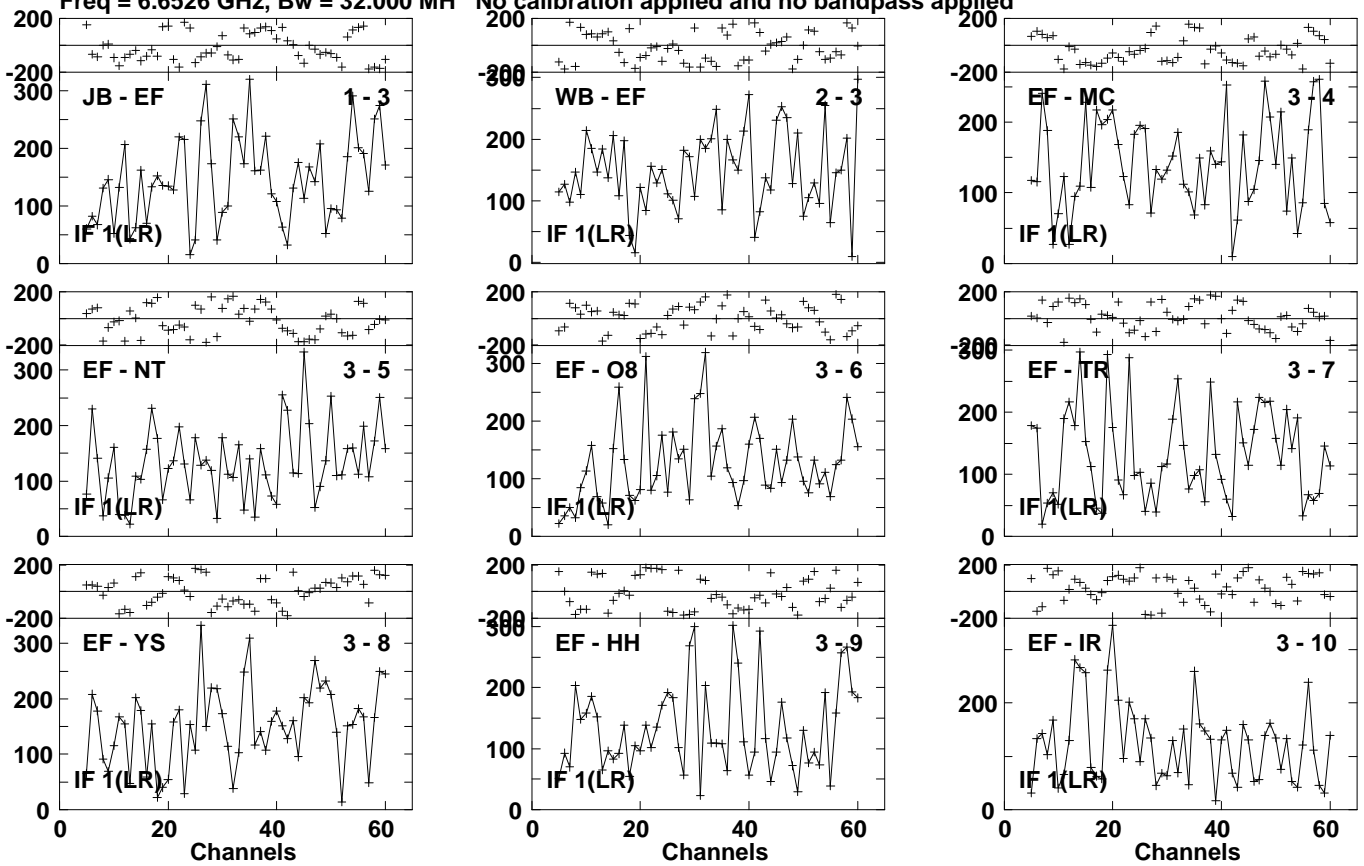 Freq = 6.6526 GHz, Bw = 32.000 MH No calibration applied and no bandpass applied
200
-200
300
200
100
0
JB - EF 1 - 3
IF 1(LR)
200
-200
300
200
100
0
WB - EF 2 - 3
IF 1(LR)
200
-200
200
100
0
EF - MC 3 - 4
IF 1(LR)
200
-200
300
200
100
0
EF - NT 3 - 5
IF 1(LR)
200
-200
300
200
100
0
EF - O8 3 - 6
IF 1(LR)
200
-200
300
200
100
0
EF - TR 3 - 7
IF 1(LR)
200
-200
300
200
100
0
EF - YS 3 - 8
IF 1(LR)
0 20 40 60
Channels
200
-200
300
200
100
0
EF - HH 3 - 9
IF 1(LR)
0 20 40 60
Channels
200
-200
200
0
EF - IR 3 - 10
IF 1(LR)
0 20 40 60
Channels